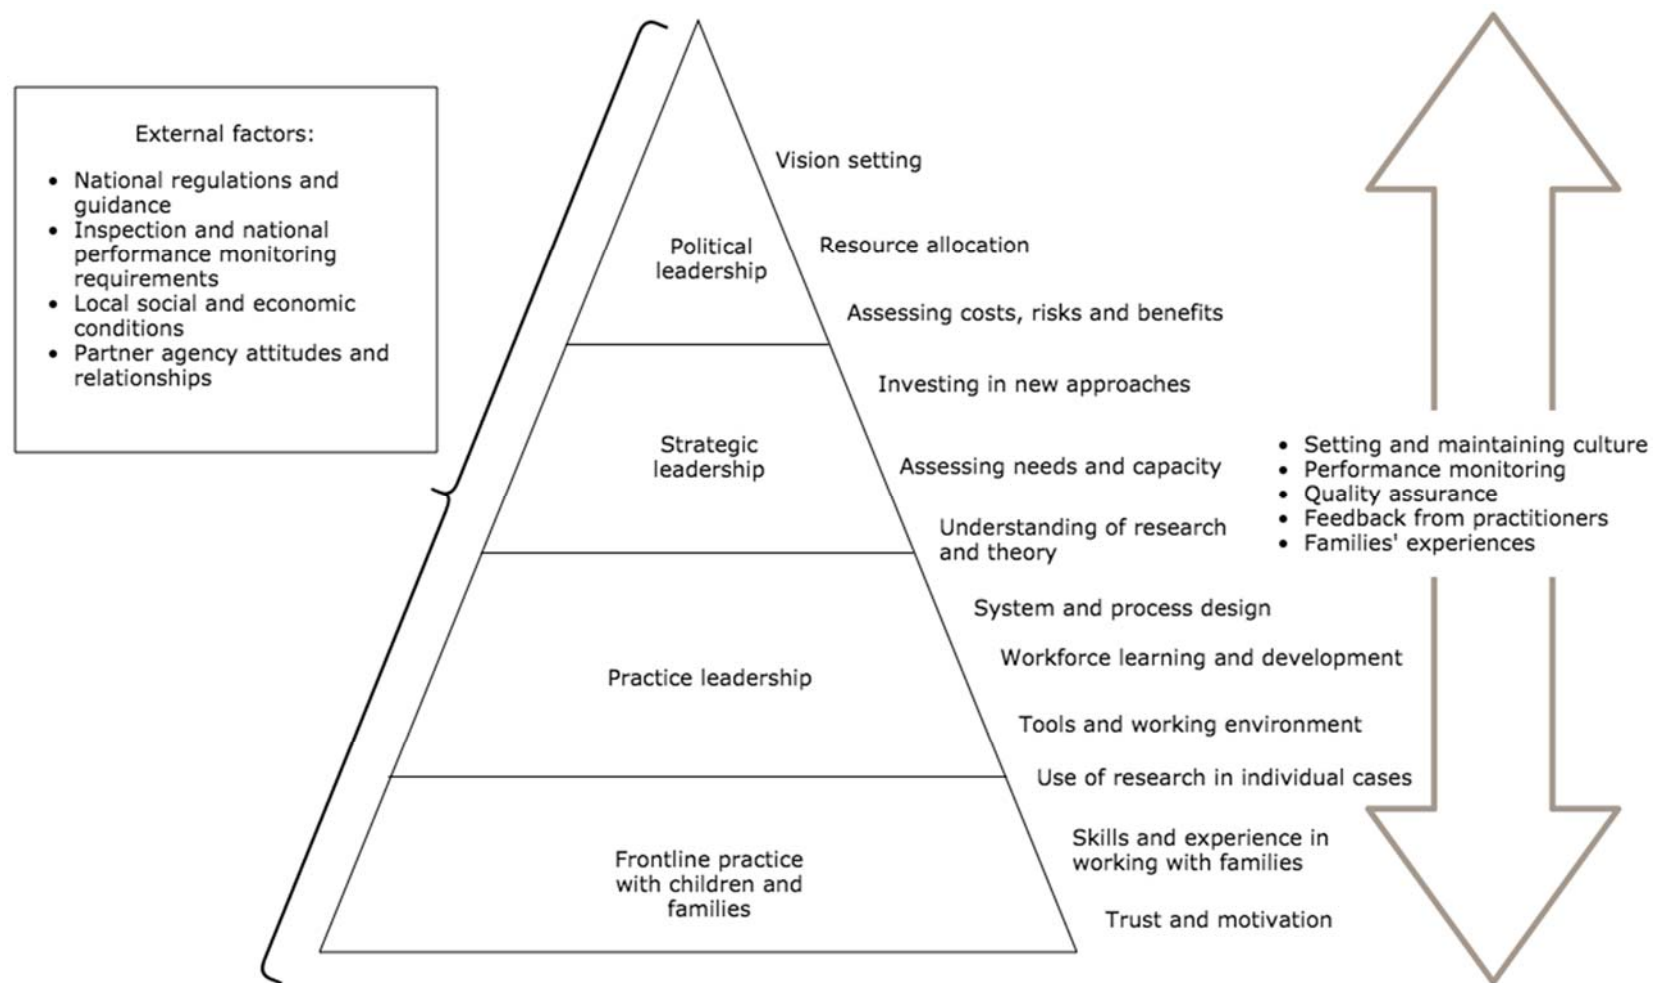 External factors:
• National regulations and
guidance
• Inspection and national
performance monitoring
requirements
• Local social and economic
conditions
• Partner agency attitudes and
relationships
Political
leadership
Strategic
leadership
Practice leadership
Frontline practice
with children and
families
Vision setting
Resource allocation
Assessing costs, risks and benefits
Investing in new approaches
Assessing needs and capacity
Understanding of research
and theory
System and process design
Workforce learning and development
Tools and working environment
Use of research in individual cases
Skills and experience in
working with families
Trust and motivation
• Setting and maintaining culture
• Performance monitoring
• Quality assurance
• Feedback from practitioners
• Families' experiences